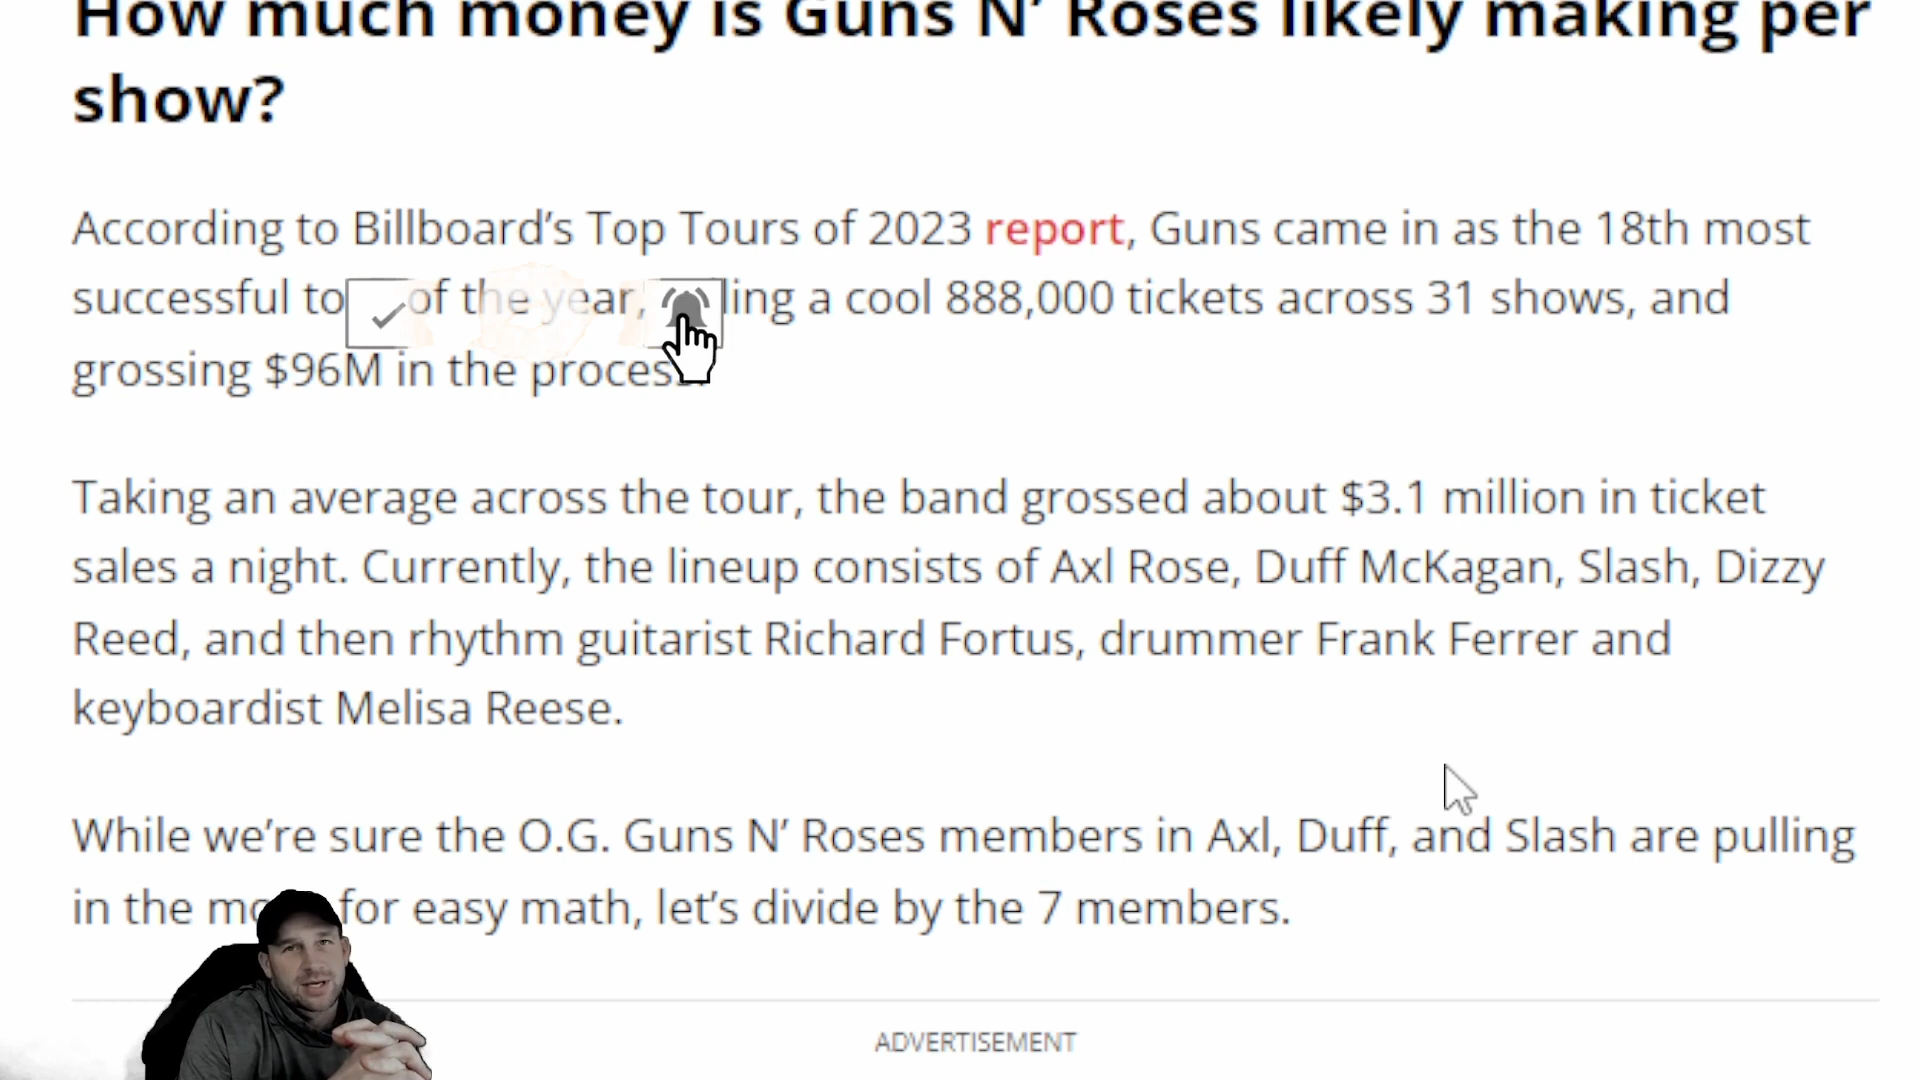 How much money is Guns N’ Roses likely making per
show?
According to Billboard’s Top Tours of 2023 report, Guns came in as the 18th most
successful to of the year, ling a cool 888,000 tickets across 31 shows, and
grossing $96M in the process.
Taking an average across the tour, the band grossed about $3.1 million in ticket
sales a night. Currently, the lineup consists of Axl Rose, Duff McKagan, Slash, Dizzy
Reed, and then rhythm guitarist Richard Fortus, drummer Frank Ferrer and
keyboardist Melisa Reese.
While we’re sure the O.G. Guns N’ Roses members in Axl, Duff, and Slash are pulling
in the mo for easy math, let’s divide by the 7 members.
ADVERTISEMENT